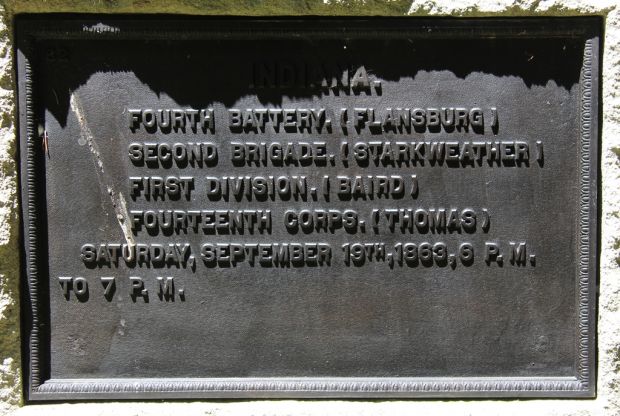 INDIANA.
FOURTH BATTERY. (FLANSBURG)
SECOND BRIGADE. (STARKWEATHER)
FIRST DIVISION. (BAIRD)
FOURTEENTH CORPS. (THOMAS)
SATURDAY, SEPTEMBER 19TH, 1863, 6 P. M.
TO 7 P. M.